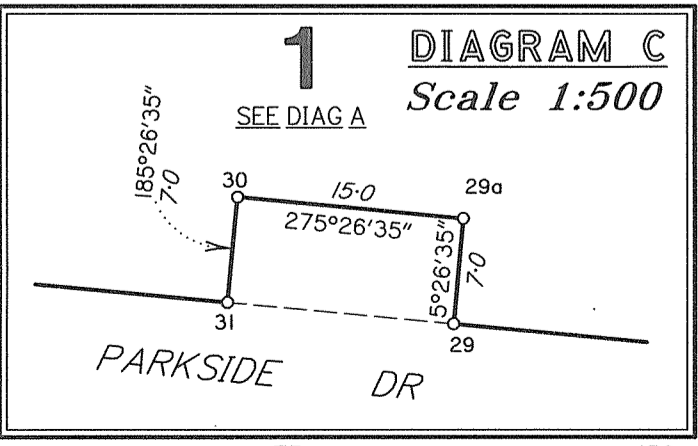 1
DIAGRAM C
Scale 1:500
SEE DIAG A
185°26'35"
7·0
30
15·0
29a
275°26'35"
5°26'35"
7·0
31
29
PARKSIDE DR